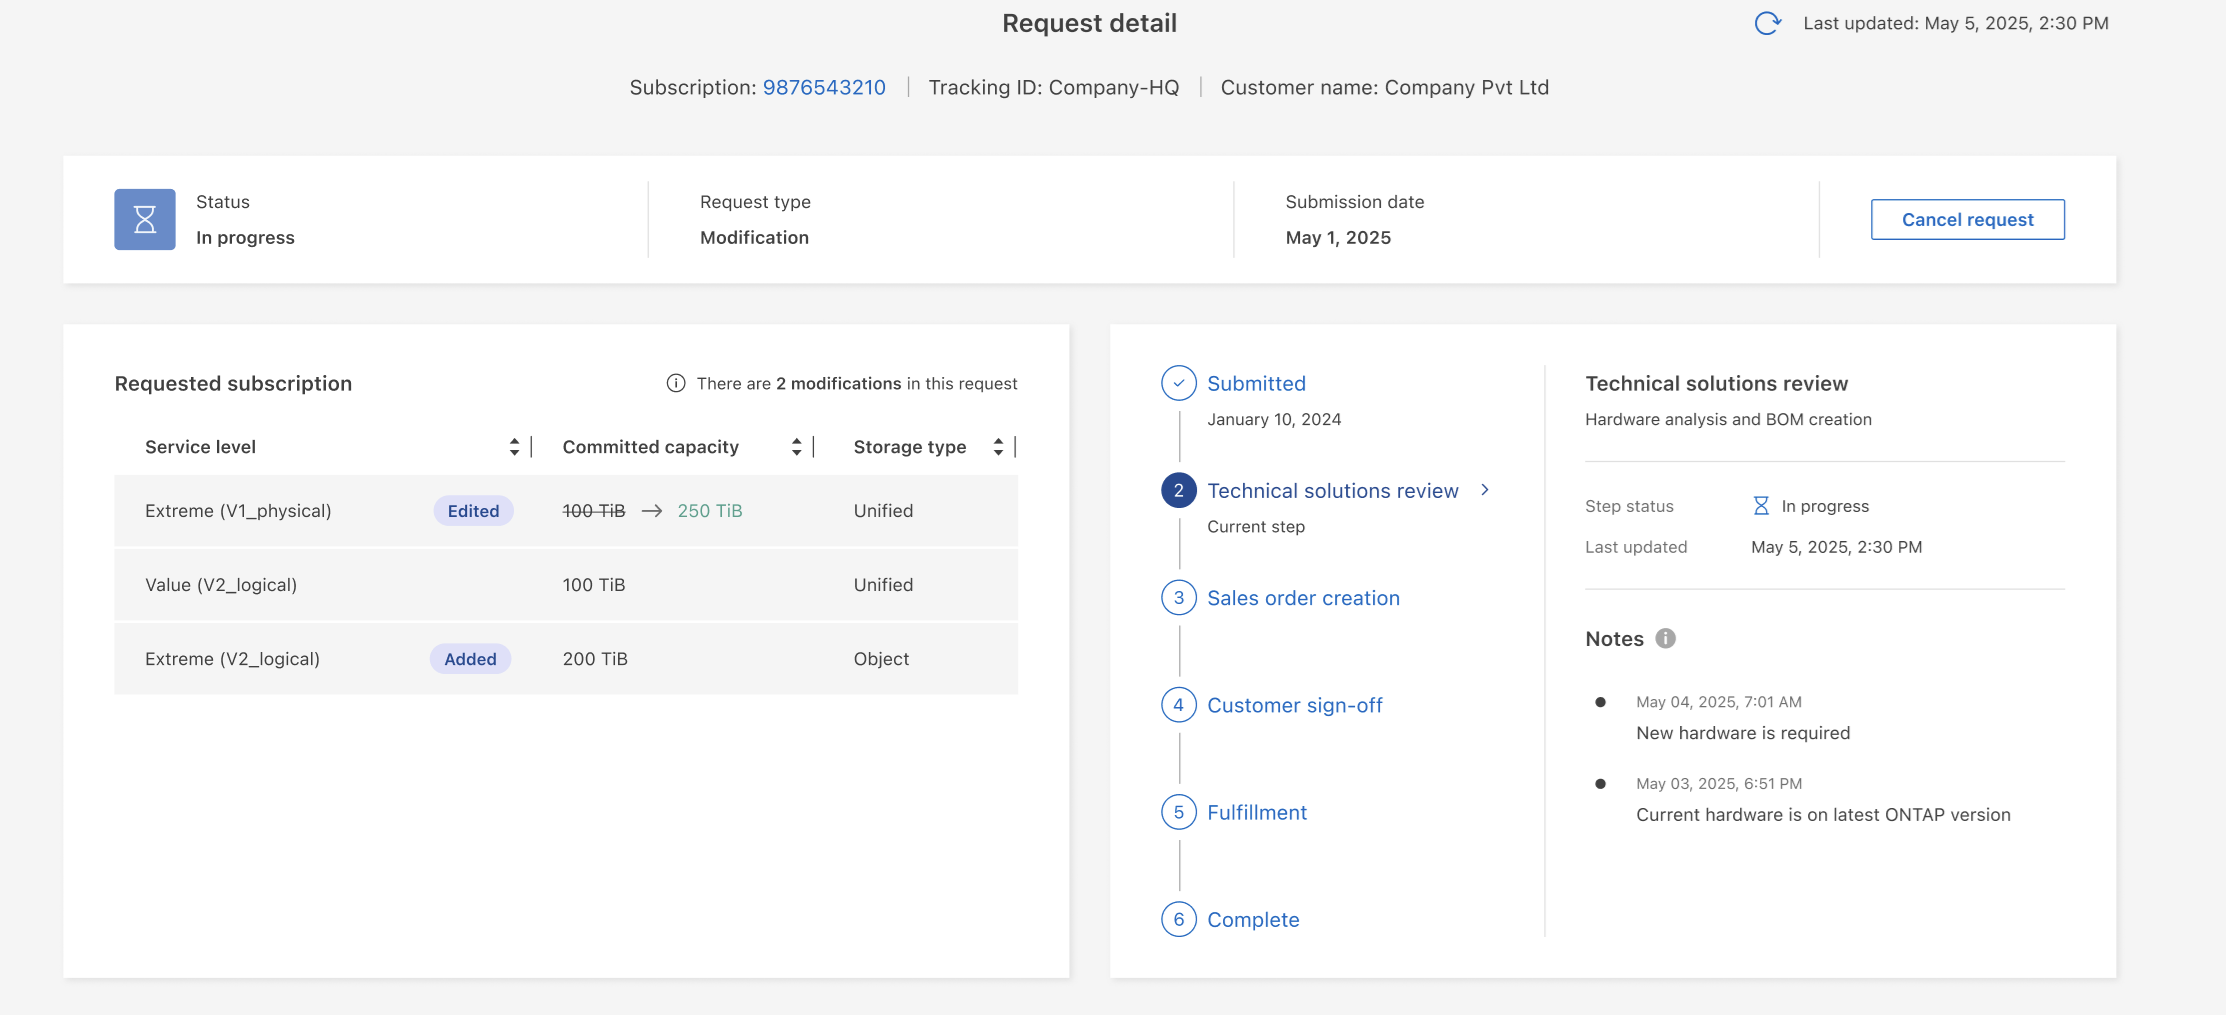 Request detail
Last updated: May 5, 2025, 2:30 PM
Subscription: 9876543210 | Tracking ID: Company-HQ | Customer name: Company Pvt Ltd
Status
In progress
Request type
Modification
Submission date
May 1, 2025
Cancel request
Requested subscription
There are 2 modifications in this request
Service level Committed capacity Storage type
Extreme (V1_physical) Edited 100 TiB → 250 TiB Unified
Value (V2_logical) 100 TiB Unified
Extreme (V2_logical) Added 200 TiB Object
Submitted
January 10, 2024
2 Technical solutions review
Current step
3 Sales order creation
4 Customer sign-off
5 Fulfillment
6 Complete
Technical solutions review
Hardware analysis and BOM creation
Step status In progress
Last updated May 5, 2025, 2:30 PM
Notes
May 04, 2025, 7:01 AM
New hardware is required
May 03, 2025, 6:51 PM
Current hardware is on latest ONTAP version